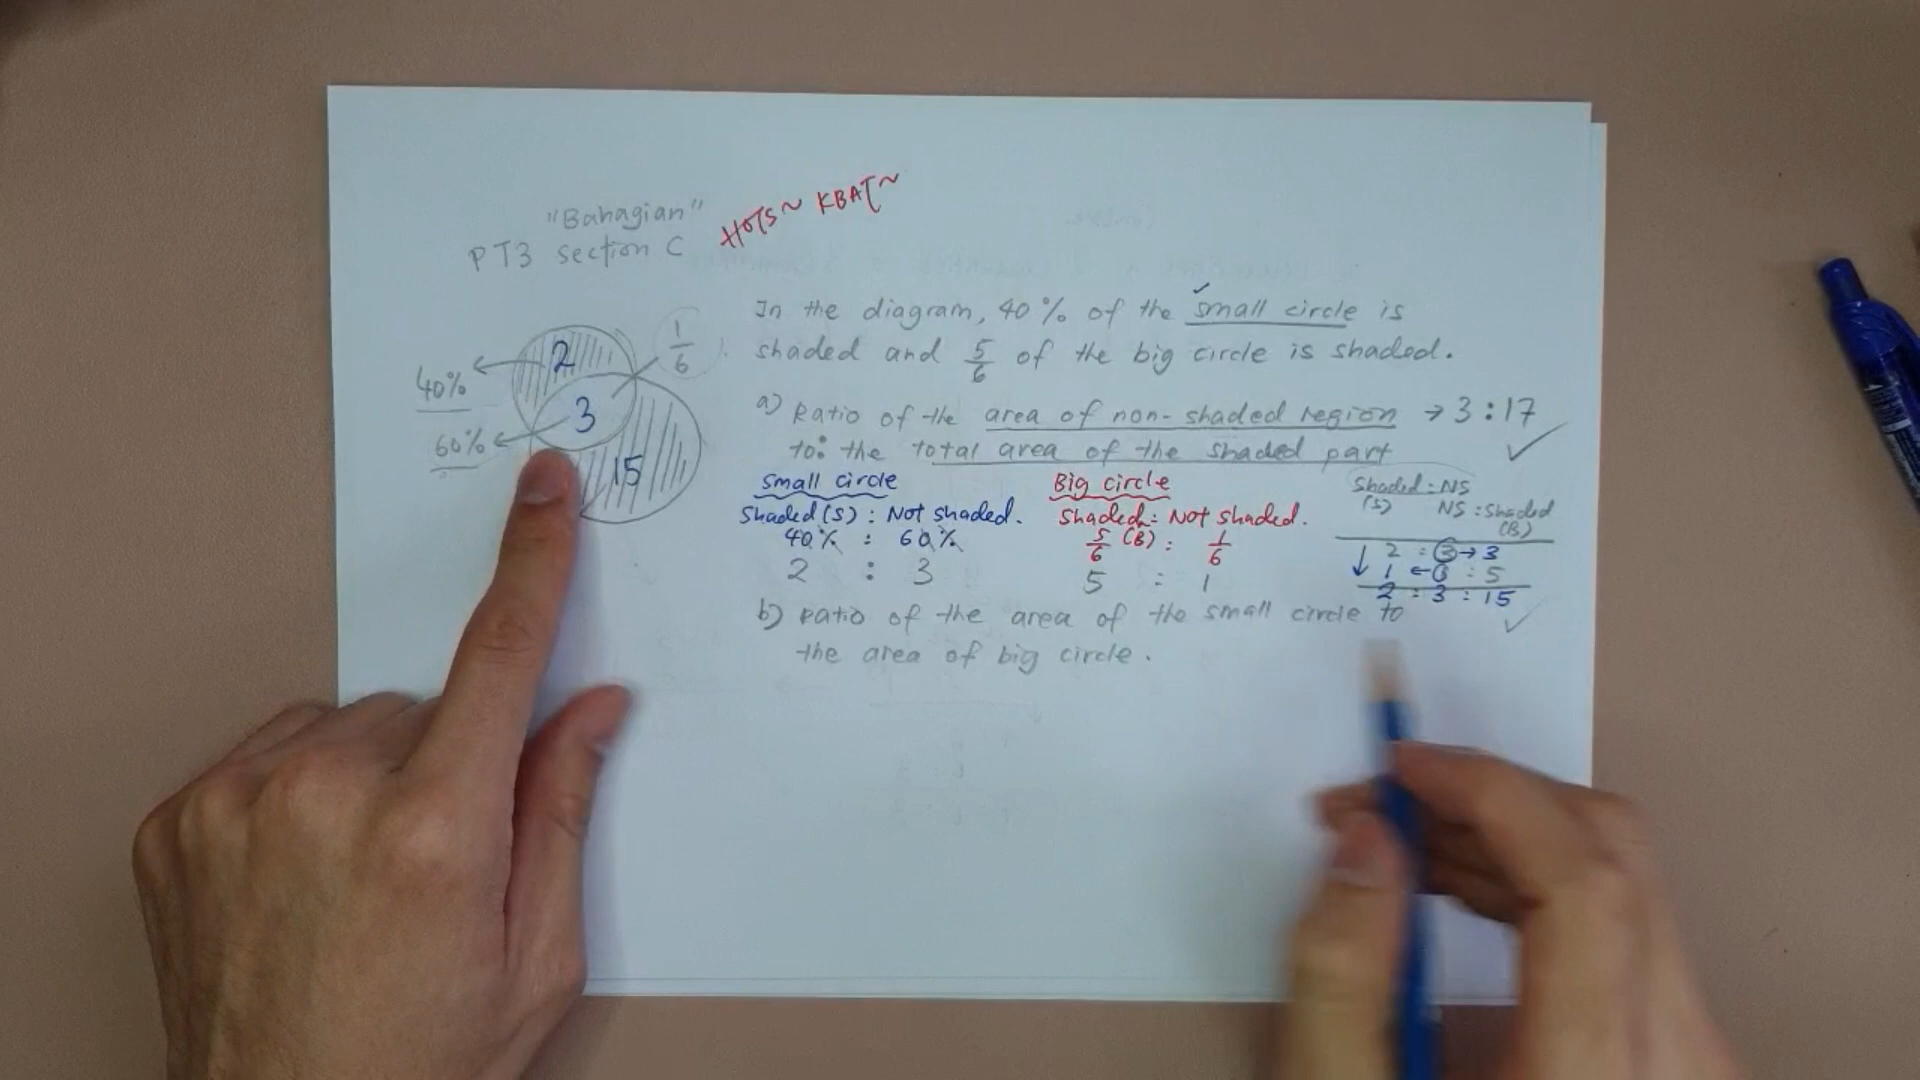 "Bahagian"
PT3 section C
HOTS~ KBAT~
40%
60%
2
3
15
1
6
In the diagram, 40% of the small circle is
shaded and 5/6 of the big circle is shaded.
a) Ratio of the area of non-shaded region → 3 : 17
to: the total area of the shaded part
Small circle
Shaded (S) : Not shaded.
40% : 60%
2 : 3
Big circle
Shaded : Not shaded.
5/6 (B) : 1/6
5 : 1
Shaded : NS
(S) NS : Shaded
(B)
2 : 3 → 3
1 ← : 5
2 : 3 : 15
b) Ratio of the area of the small circle to
the area of big circle.